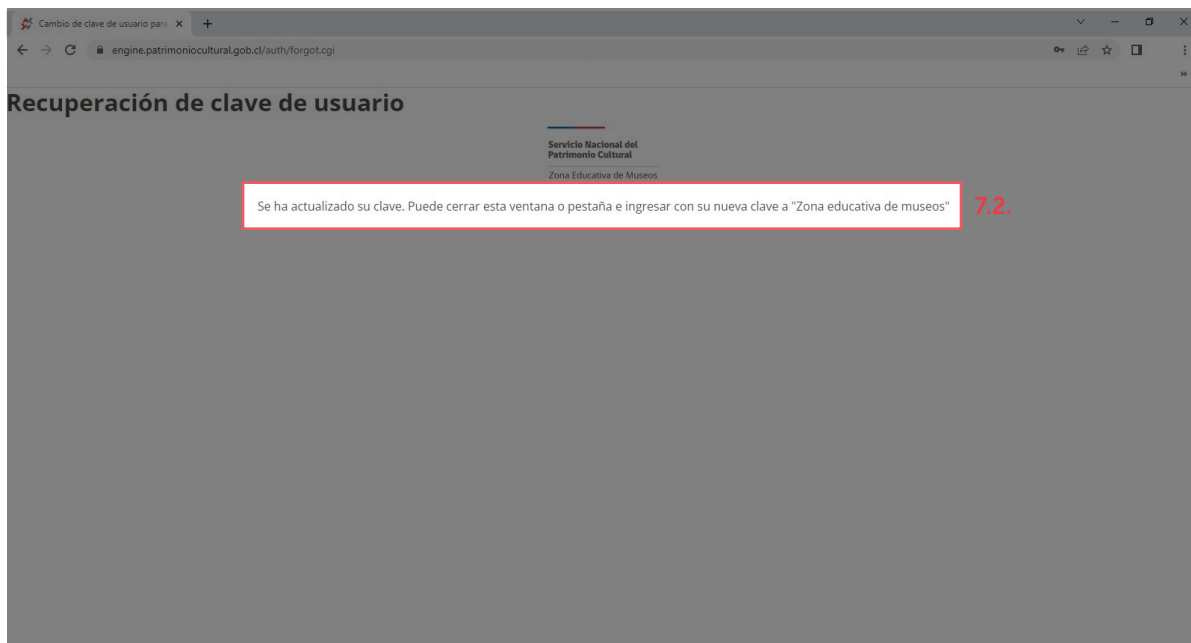 Cambio de clave de usuario para
engine.patrimoniocultural.gob.cl/auth/forgot.cgi
Recuperación de clave de usuario
Servicio Nacional del
Patrimonio Cultural
Zona Educativa de Museos
Se ha actualizado su clave. Puede cerrar esta ventana o pestaña e ingresar con su nueva clave a "Zona educativa de museos"
7.2.